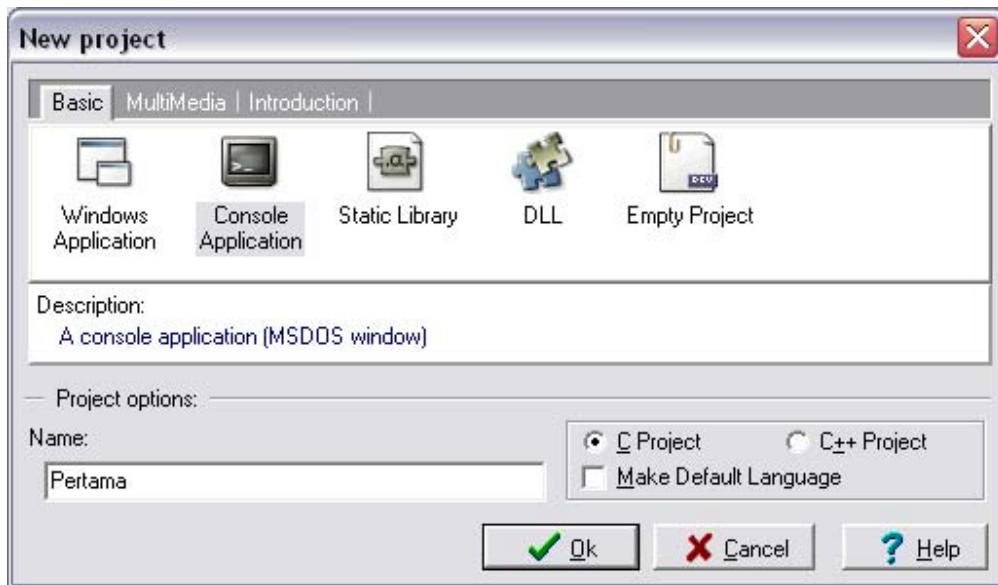 New project
Basic MultiMedia | Introduction |
Windows Application
Console Application
.a
Static Library
DLL
DEV
Empty Project
Description:
A console application (MSDOS window)
Project options:
Name:
Pertama
C Project
C++ Project
Make Default Language
Ok
Cancel
? Help